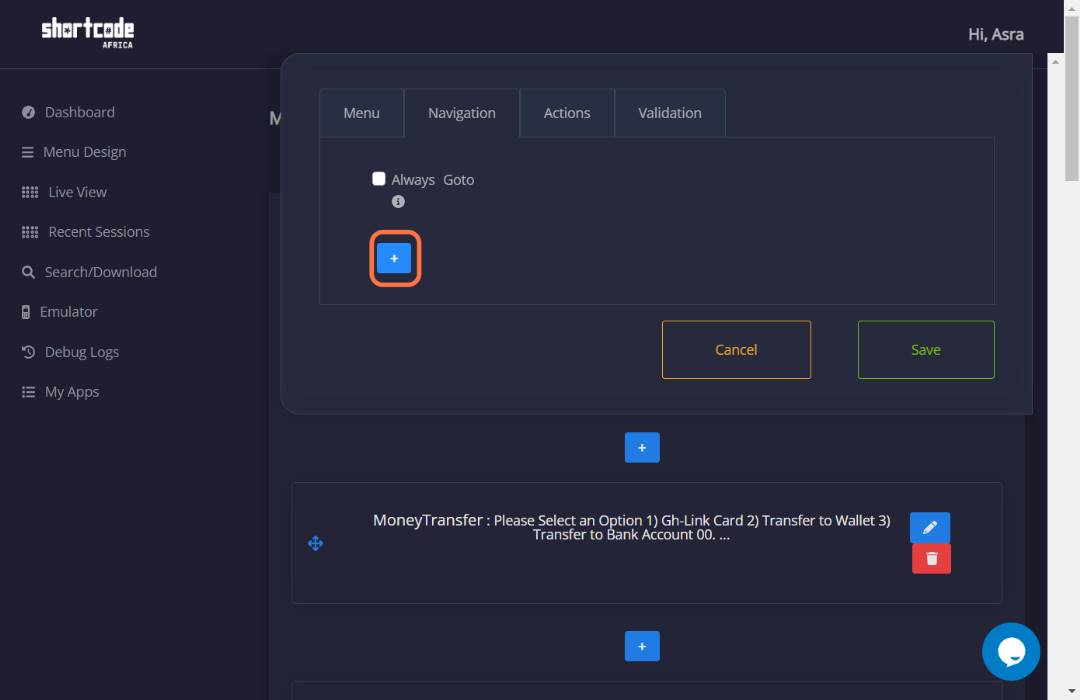 shortcode
AFRICA
Hi, Asra
Dashboard
Menu Design
Live View
Recent Sessions
Search/Download
Emulator
Debug Logs
My Apps
M
Menu
Navigation
Actions
Validation
Always Goto
+
Cancel
Save
+
MoneyTransfer : Please Select an Option 1) Gh-Link Card 2) Transfer to Wallet 3)
Transfer to Bank Account 00. ...
+